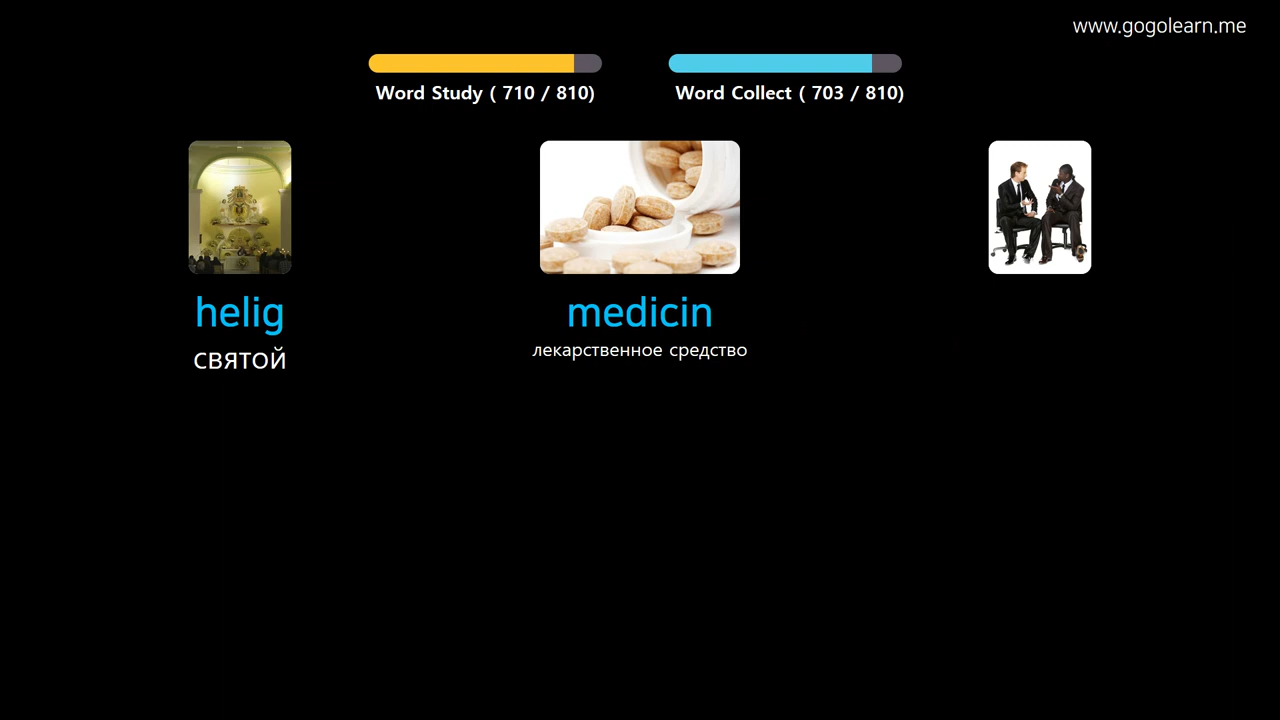 www.gogolearn.me
Word Study ( 710 / 810)
Word Collect ( 703 / 810)
helig
святой
medicin
лекарственное средство